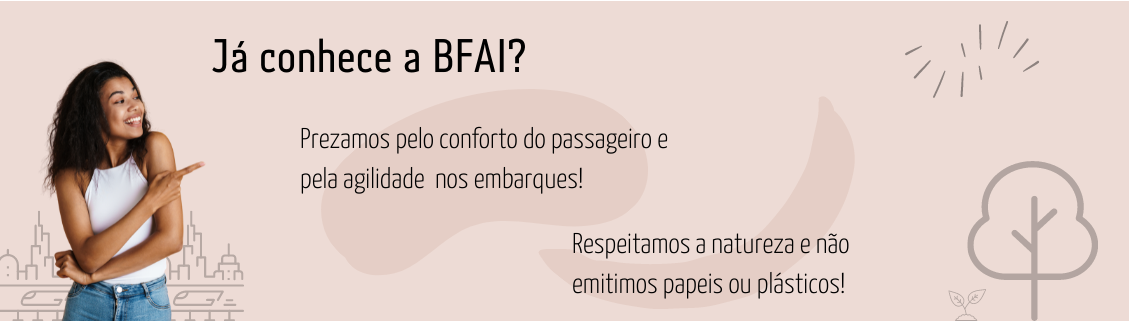 Já conhece a BFAI?
Prezamos pelo conforto do passageiro e
pela agilidade nos embarques!
Respeitamos a natureza e não
emitimos papeis ou plásticos!